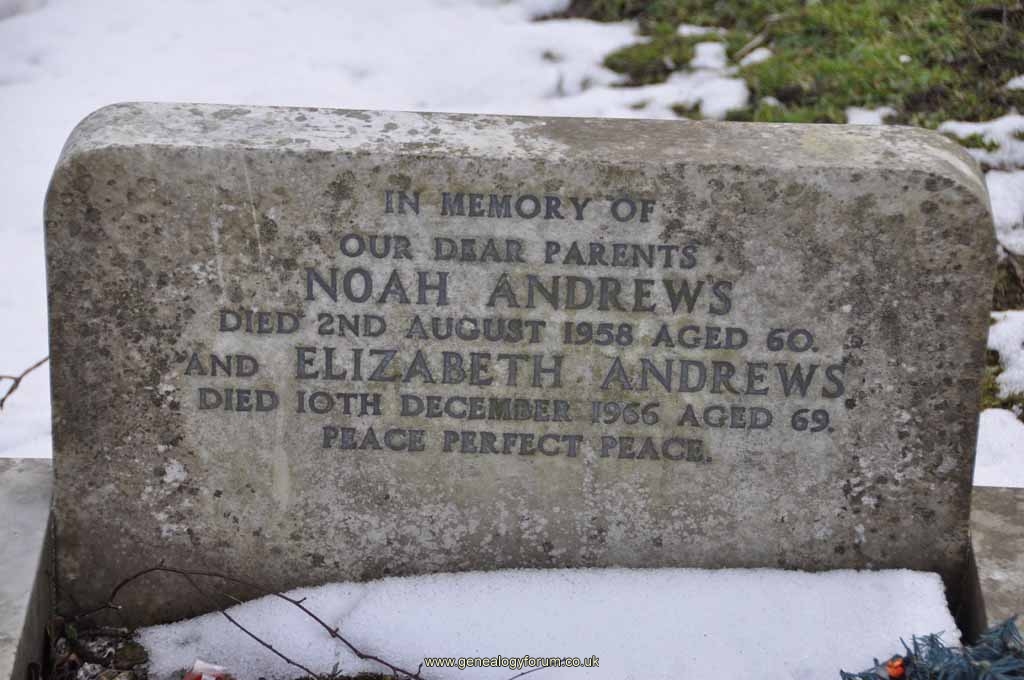 IN MEMORY OF
OUR DEAR PARENTS
NOAH ANDREWS
DIED 2ND AUGUST 1958 AGED 60.
AND ELIZABETH ANDREWS
DIED 10TH DECEMBER 1966 AGED 69.
PEACE PERFECT PEACE.
www.genealogyforum.co.uk